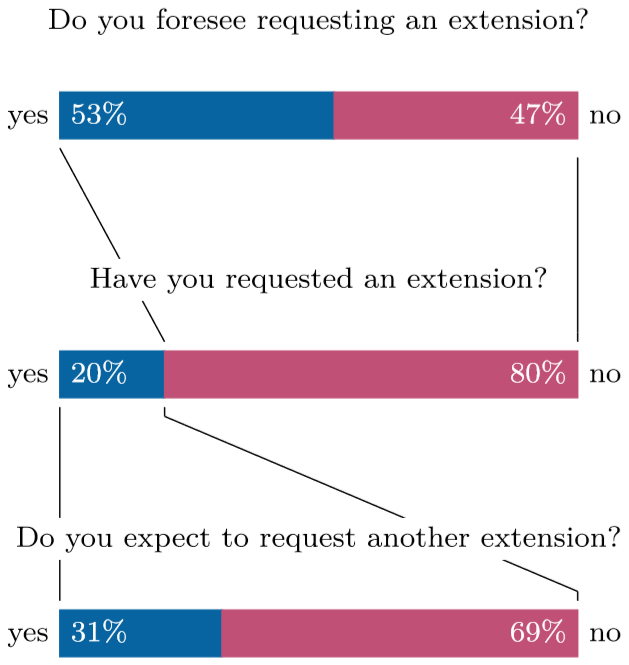 Do you foresee requesting an extension?
yes 53% 47% no
Have you requested an extension?
yes 20% 80% no
Do you expect to request another extension?
yes 31% 69% no